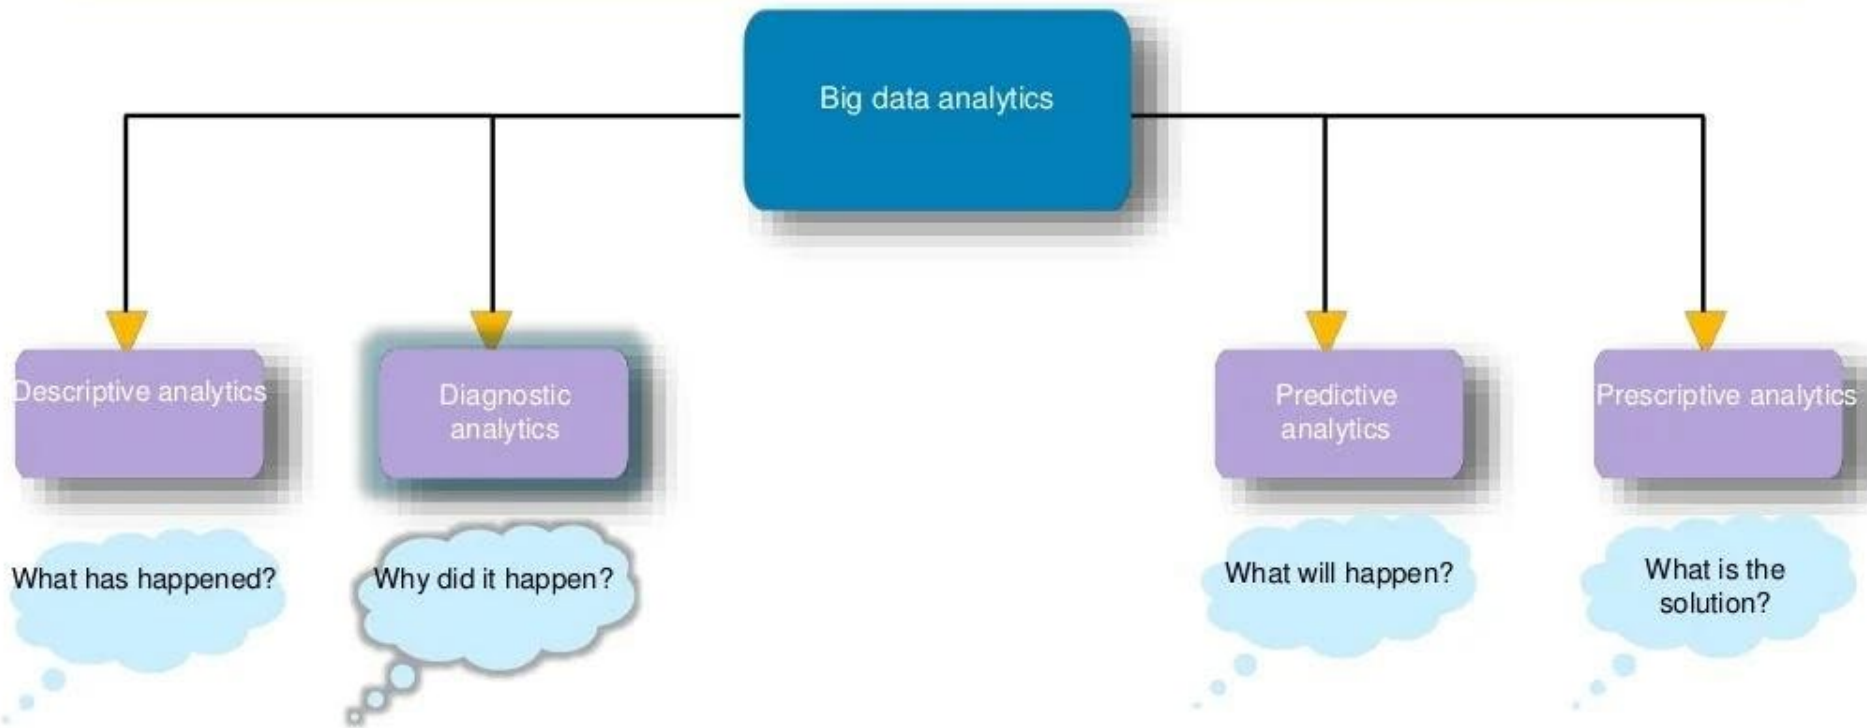 Big data analytics
Descriptive analytics
Diagnostic
analytics
Predictive
analytics
Prescriptive analytics
What has happened?
Why did it happen?
What will happen?
What is the
solution?